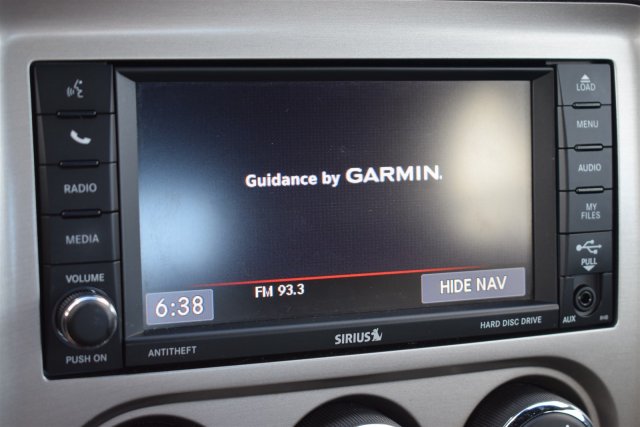 LOAD
MENU
RADIO
AUDIO
Guidance by GARMIN.
MY
FILES
MEDIA
PULL
VOLUME
FM 93.3
HIDE NAV
6:38
AUX
PUSH ON
ANTITHEFT
SIRIUS
HARD DISC DRIVE